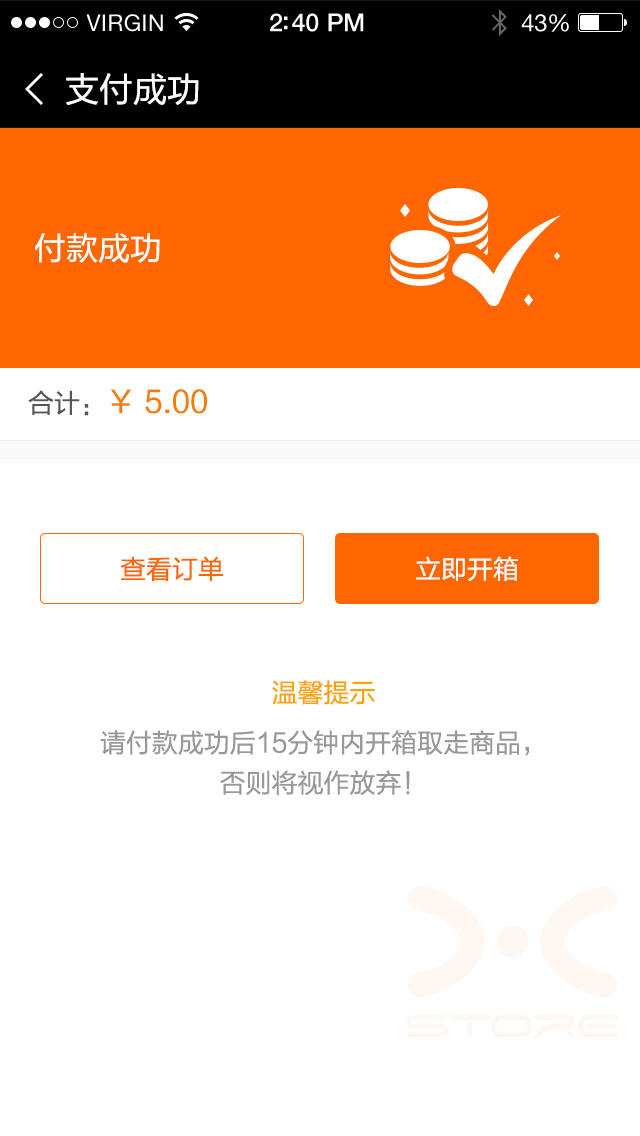 VIRGIN 2:40 PM 43%
支付成功
付款成功
合计：¥ 5.00
查看订单 立即开箱
温馨提示
请付款成功后15分钟内开箱取走商品，
否则将视作放弃！
STORE